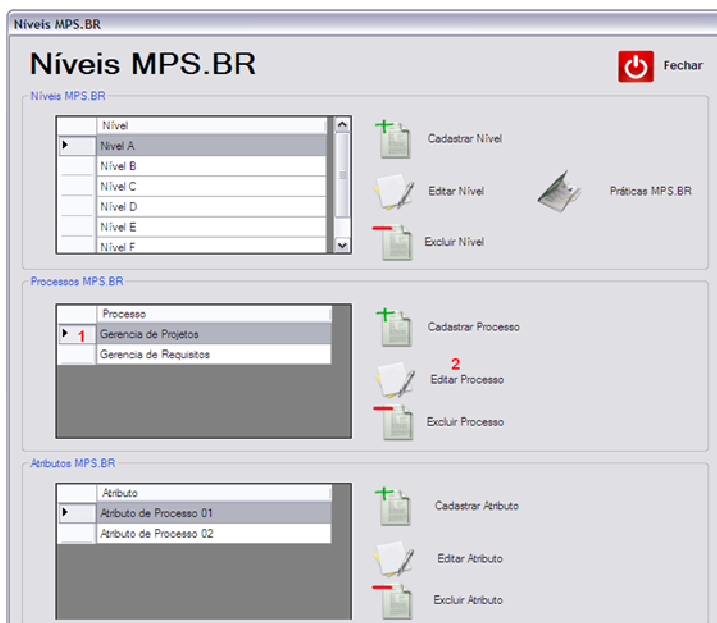 Níveis MPS.BR
Níveis MPS.BR
Fechar
Níveis MPS.BR
Nível
Nivel A
Nível B
Nível C
Nível D
Nível E
Nível F
Cadastrar Nível
Editar Nível
Práticas MPS.BR
Excluir Nível
Processos MPS.BR
Processo
1 Gerencia de Projetos
Gerencia de Requisitos
Cadastrar Processo
2
Editar Processo
Excluir Processo
Atributos MPS.BR
Atributo
Atributo de Processo 01
Atributo de Processo 02
Cadastrar Atributo
Editar Atributo
Excluir Atributo